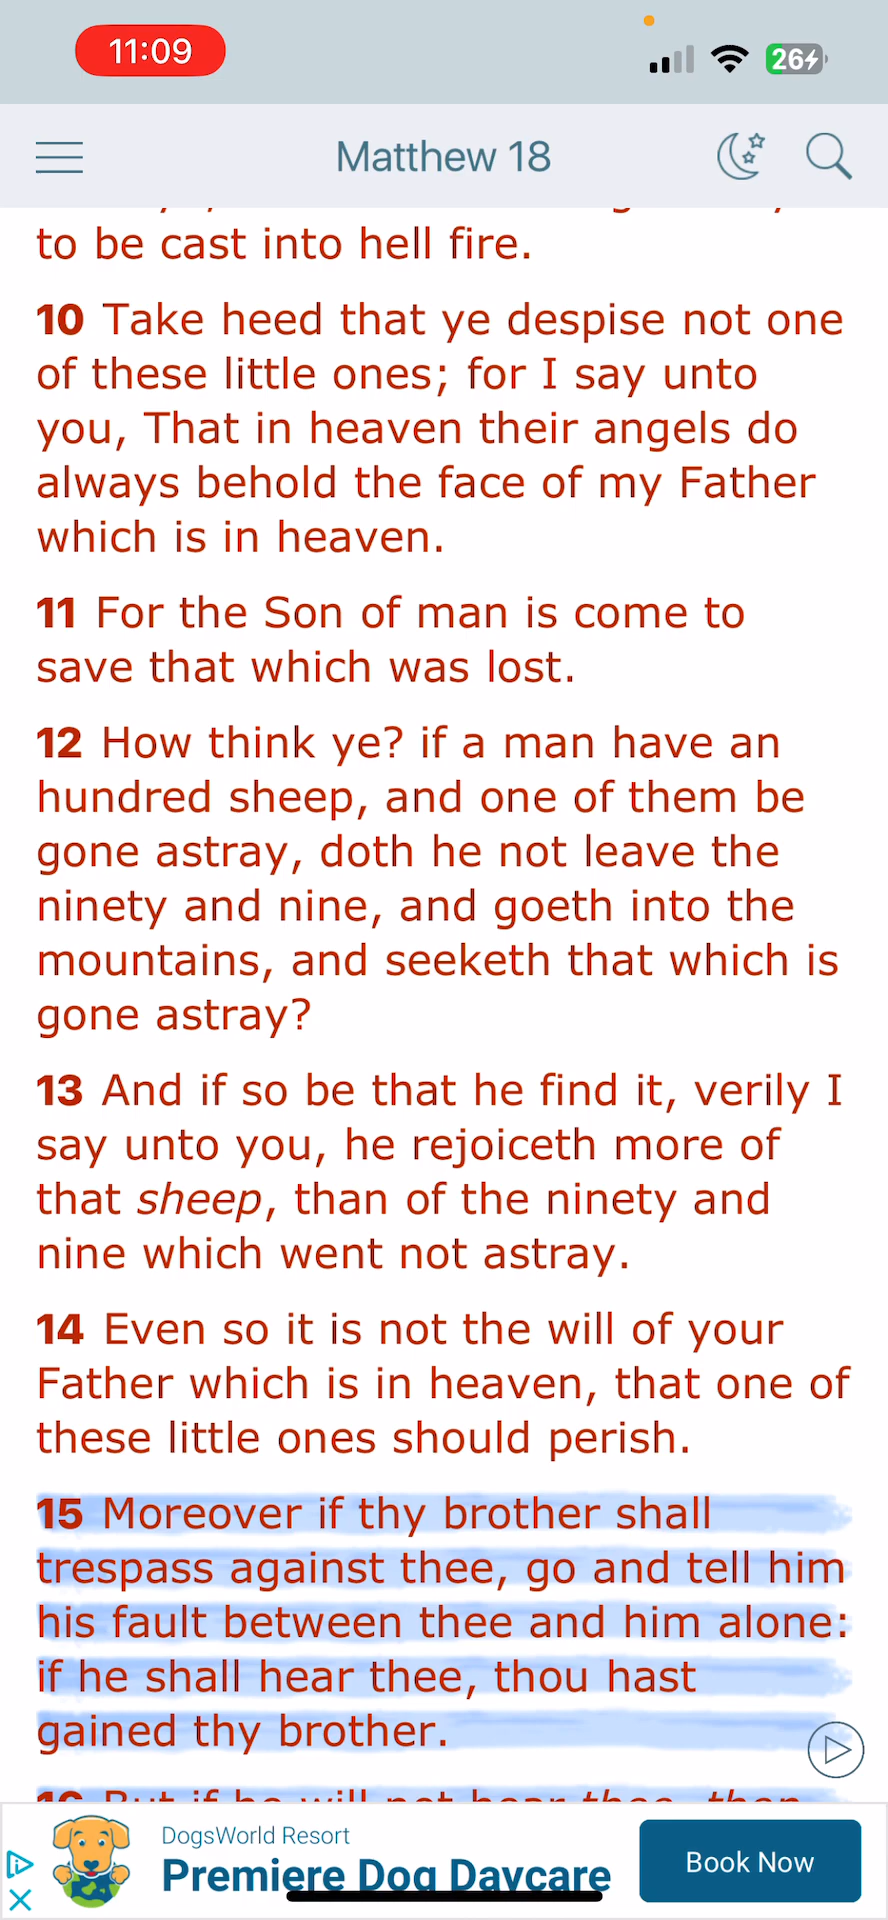 11:09
26
Matthew 18
to be cast into hell fire.
10 Take heed that ye despise not one
of these little ones; for I say unto
you, That in heaven their angels do
always behold the face of my Father
which is in heaven.
11 For the Son of man is come to
save that which was lost.
12 How think ye? if a man have an
hundred sheep, and one of them be
gone astray, doth he not leave the
ninety and nine, and goeth into the
mountains, and seeketh that which is
gone astray?
13 And if so be that he find it, verily I
say unto you, he rejoiceth more of
that sheep, than of the ninety and
nine which went not astray.
14 Even so it is not the will of your
Father which is in heaven, that one of
these little ones should perish.
15 Moreover if thy brother shall
trespass against thee, go and tell him
his fault between thee and him alone:
if he shall hear thee, thou hast
gained thy brother.
16 But if he will not hear thee, then
DogsWorld Resort
Premiere Dog Daycare
Book Now